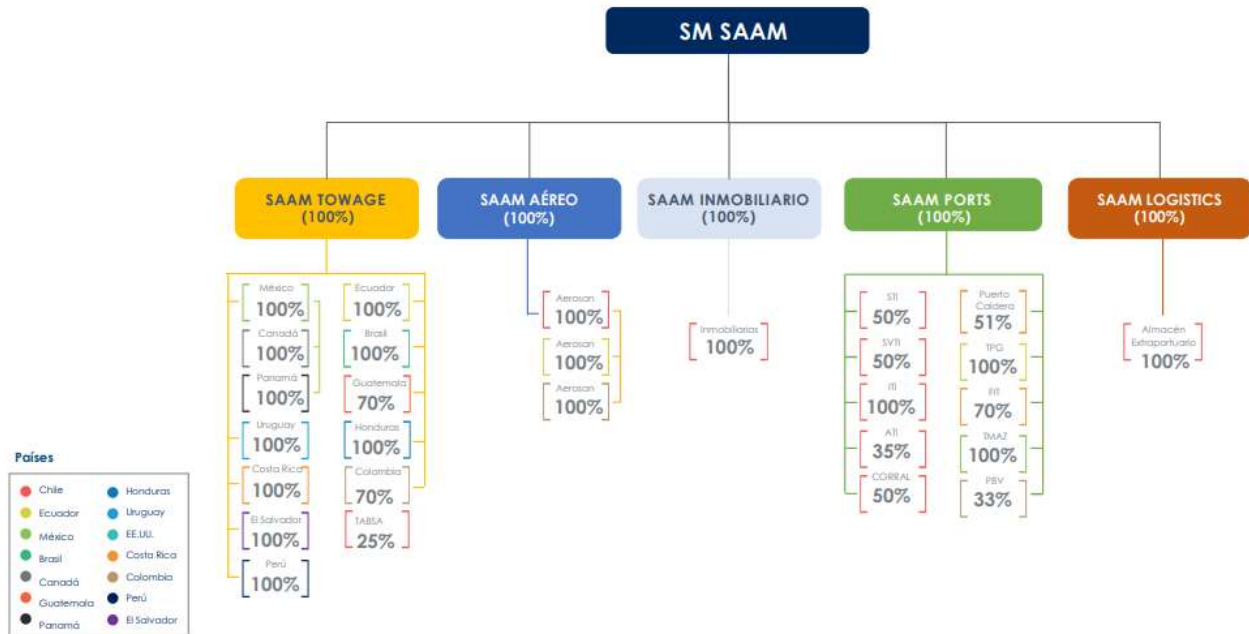 SM SAAM
SAAM TOWAGE
(100%)
SAAM AÉREO
(100%)
SAAM INMOBILIARIO
(100%)
SAAM PORTS
(100%)
SAAM LOGISTICS
(100%)
México
100%
Canadá
100%
Panamá
100%
Uruguay
100%
Costa Rica
100%
El Salvador
100%
Perú
100%
Ecuador
100%
Brasil
100%
Guatemala
70%
Honduras
100%
Colombia
70%
TABSA
25%
Aerosan
100%
Aerosan
100%
Aerosan
100%
Inmobiliarias
100%
STI
50%
SVTI
50%
ITI
100%
ATI
35%
CORRAL
50%
Puerto
Caldera
51%
TPG
100%
FIT
70%
TMAZ
100%
PBV
33%
Almacén
Extraportuario
100%
Países
Chile
Ecuador
México
Brasil
Canadá
Guatemala
Panamá
Honduras
Uruguay
EE.UU.
Costa Rica
Colombia
Perú
El Salvador